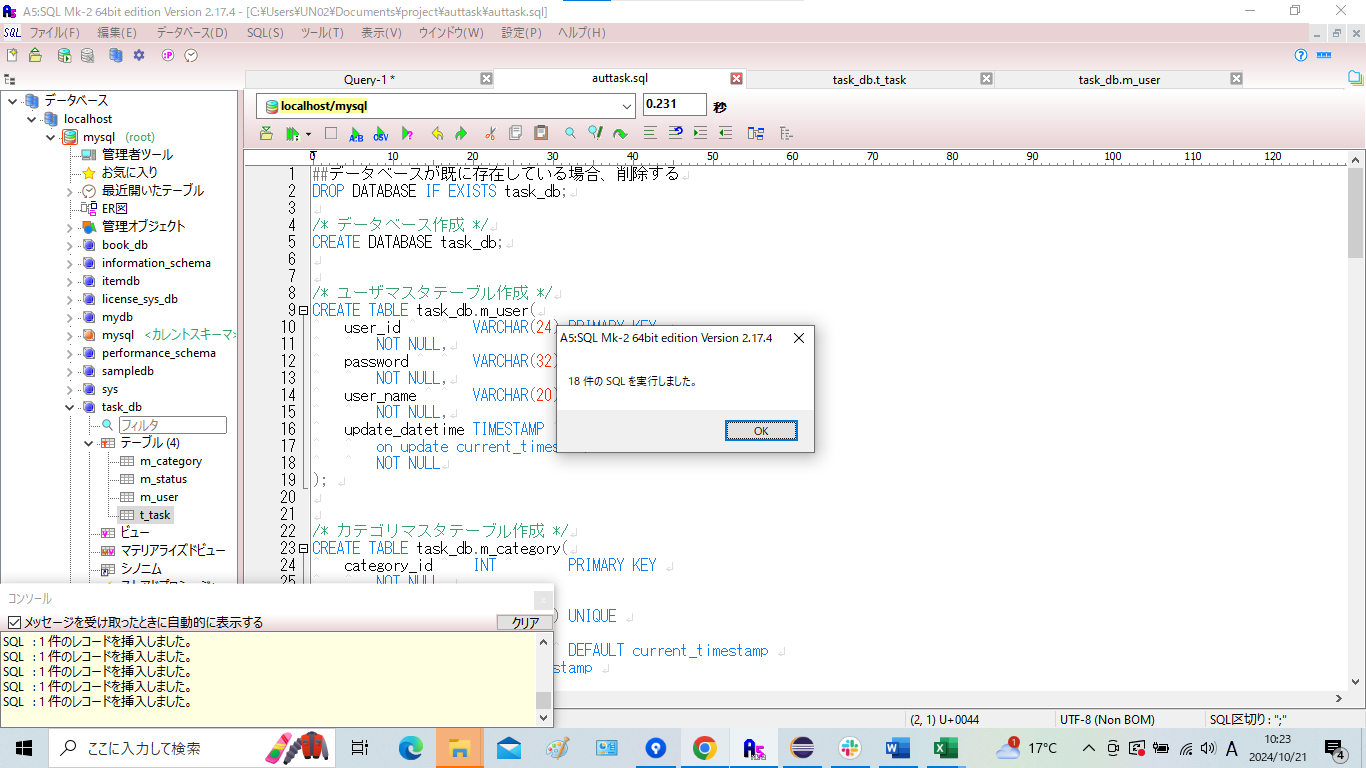 A5:SQL Mk-2 64bit edition Version 2.17.4 - [C:¥Users¥UN02¥Documents¥project¥auttask¥auttask.sql]
SQL ファイル(F) 編集(E) データベース(D) SQL(S) ツール(T) 表示(V) ウインドウ(W) 設定(P) ヘルプ(H)
Query-1 * auttask.sql task_db.t_task task_db.m_user
データベース
localhost
mysql (root)
管理者ツール
お気に入り
最近開いたテーブル
ER図
管理オブジェクト
book_db
information_schema
itemdb
license_sys_db
mydb
mysql <カレントスキーマ>
performance_schema
sampledb
sys
task_db
フィルタ
テーブル (4)
m_category
m_status
m_user
t_task
ビュー
マテリアライズドビュー
シノニム
localhost/mysql 0.231 秒
0 10 20 30 40 50 60 70 80 90 100 110 120
1 ##データベースが既に存在している場合、削除する
2 DROP DATABASE IF EXISTS task_db;
3
4 /* データベース作成 */
5 CREATE DATABASE task_db;
6
7
8 /* ユーザマスタテーブル作成 */
9 CREATE TABLE task_db.m_user(
10 user_id VARCHAR(24) PRIMARY KEY
11 NOT NULL,
12 password VARCHAR(32)
13 NOT NULL,
14 user_name VARCHAR(20)
15 NOT NULL,
16 update_datetime TIMESTAMP
17 on update current_times
18 NOT NULL
19 );
20
21
22 /* カテゴリマスタテーブル作成 */
23 CREATE TABLE task_db.m_category(
24 category_id INT PRIMARY KEY
25 NOT NULL
) UNIQUE
DEFAULT current_timestamp
stamp
A5:SQL Mk-2 64bit edition Version 2.17.4
18 件の SQL を実行しました。
OK
コンソール
メッセージを受け取ったときに自動的に表示する クリア
SQL : 1 件のレコードを挿入しました。
SQL : 1 件のレコードを挿入しました。
SQL : 1 件のレコードを挿入しました。
SQL : 1 件のレコードを挿入しました。
SQL : 1 件のレコードを挿入しました。
(2, 1) U+0044 UTF-8 (Non BOM) SQL区切り: ";"
ここに入力して検索
1 17°C A 10:23
2024/10/21 4